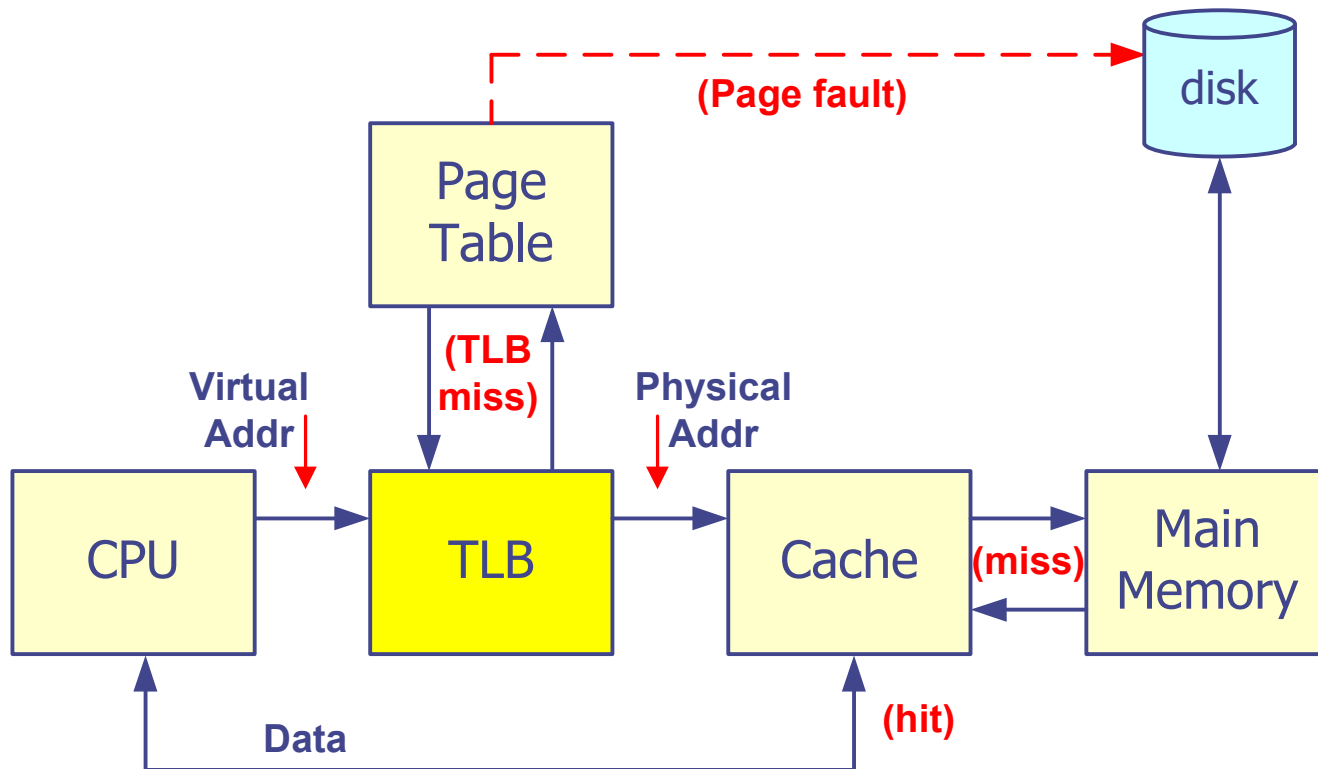 disk
(Page fault)
Page
Table
(TLB
miss)
Virtual
Addr
Physical
Addr
CPU
TLB
Cache
(miss)
Main
Memory
(hit)
Data